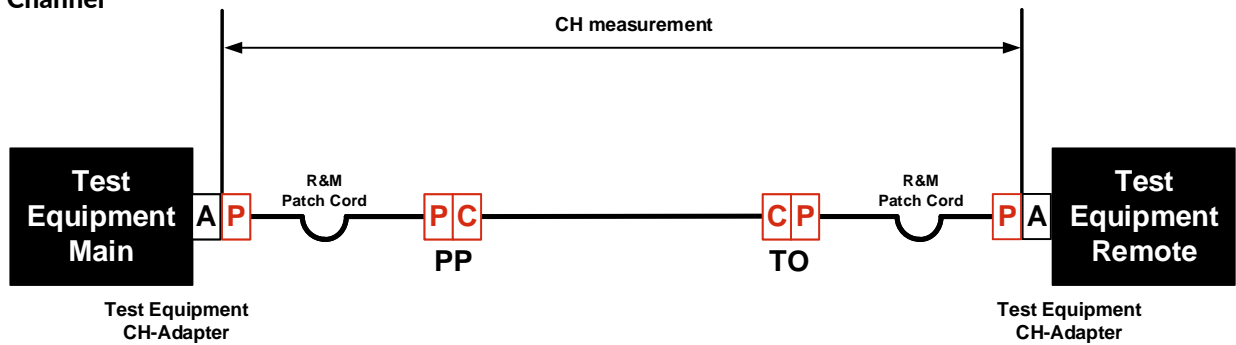 Channel
CH measurement
Test
Equipment
Main
A P
R&M
Patch Cord
P C
PP
C P
TO
R&M
Patch Cord
P A
Test
Equipment
Remote
Test Equipment
CH-Adapter
Test Equipment
CH-Adapter